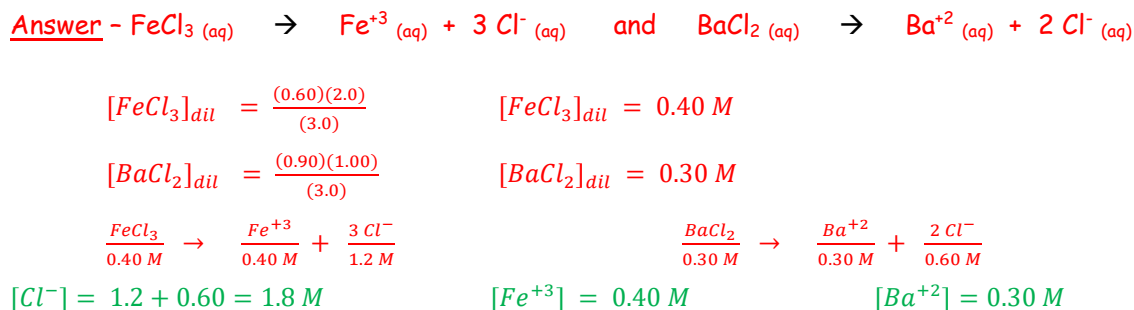 Answer – FeCl₃ (aq) → Fe⁺³ (aq) + 3 Cl⁻ (aq) and BaCl₂ (aq) → Ba⁺² (aq) + 2 Cl⁻ (aq)
[FeCl₃]dil = (0.60)(2.0)/(3.0) [FeCl₃]dil = 0.40 M
[BaCl₂]dil = (0.90)(1.00)/(3.0) [BaCl₂]dil = 0.30 M
FeCl₃/0.40 M → Fe⁺³/0.40 M + 3 Cl⁻/1.2 M BaCl₂/0.30 M → Ba⁺²/0.30 M + 2 Cl⁻/0.60 M
[Cl⁻] = 1.2 + 0.60 = 1.8 M [Fe⁺³] = 0.40 M [Ba⁺²] = 0.30 M